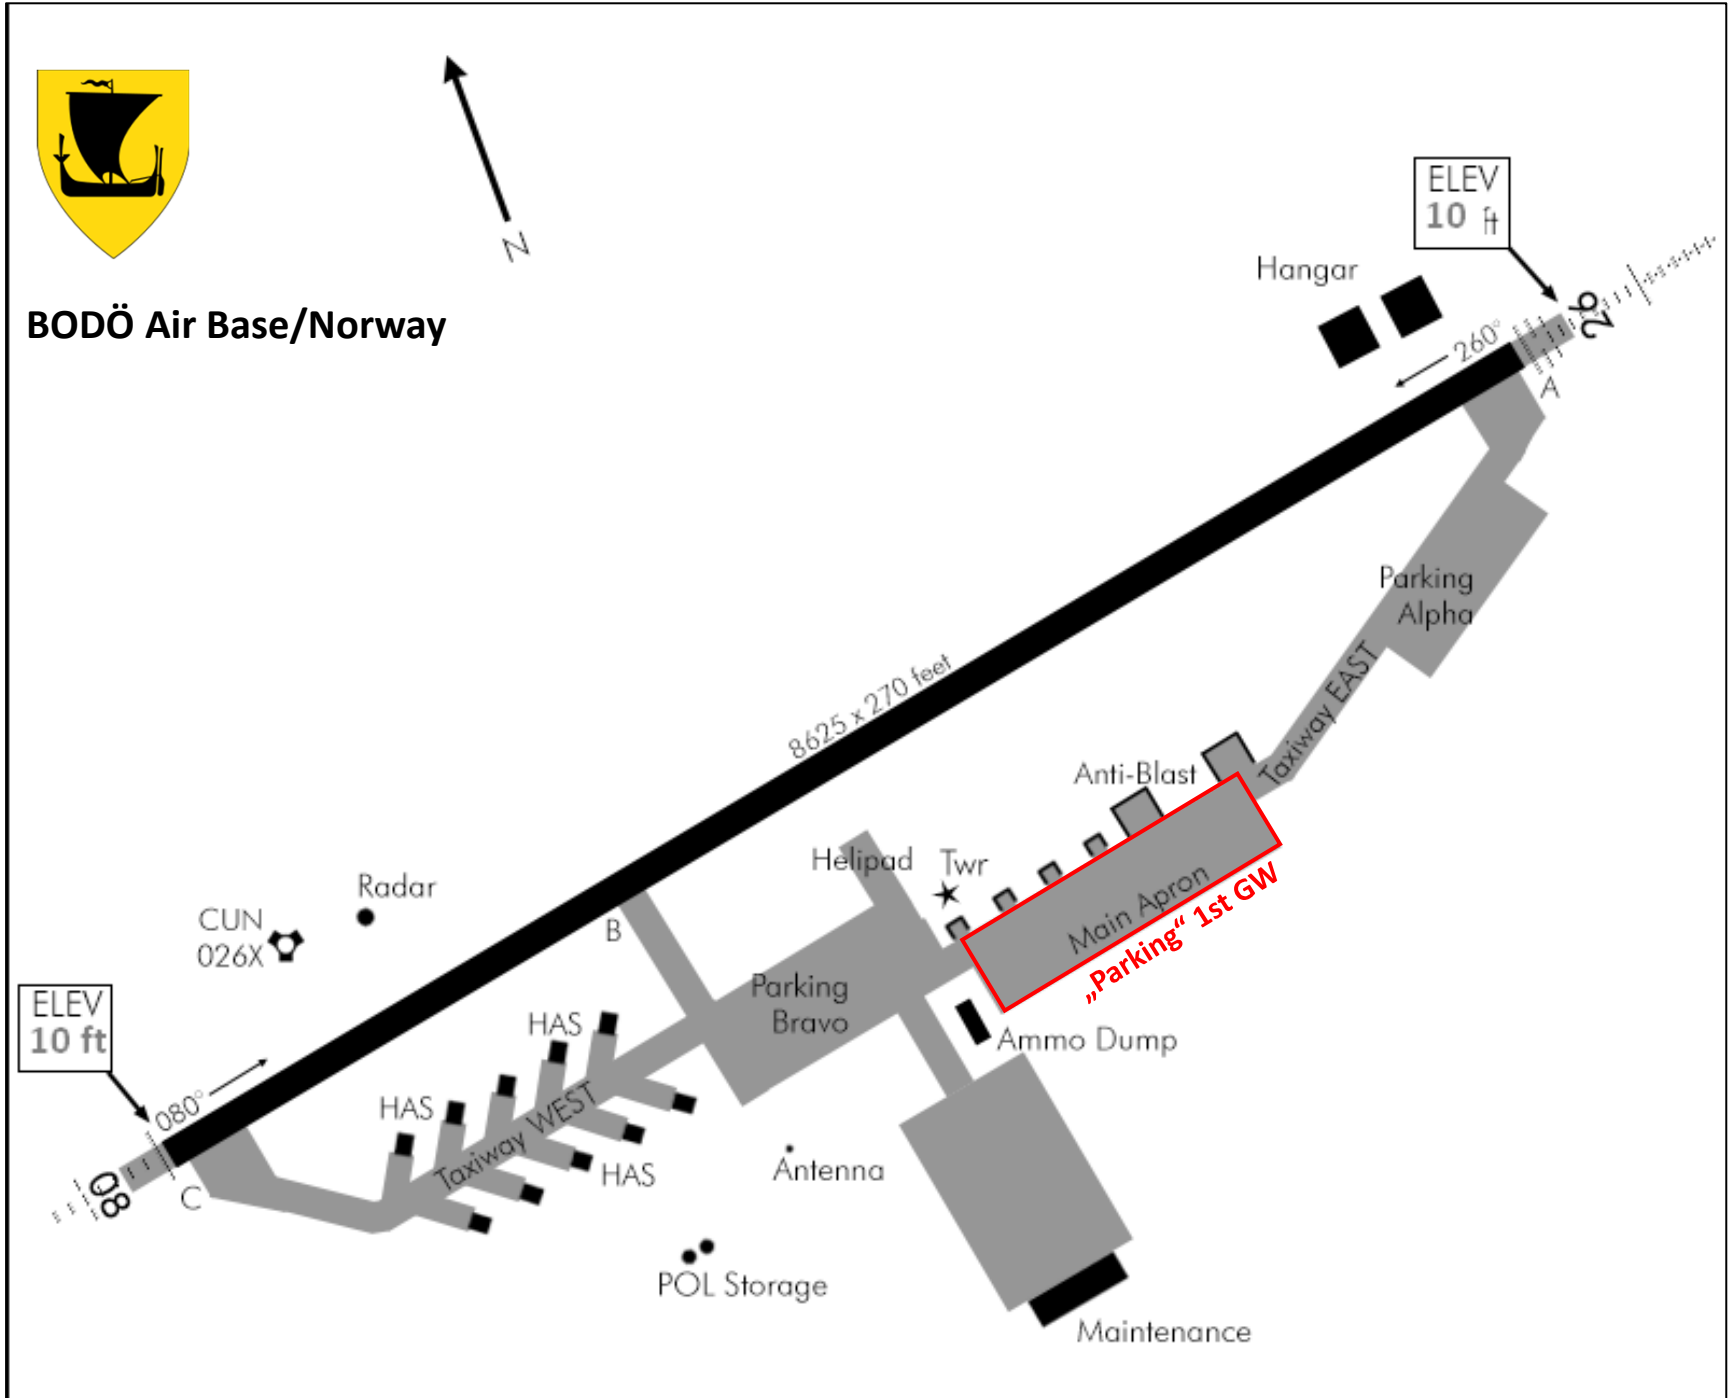 N
BODÖ Air Base/Norway
ELEV
10 ft
Hangar
26
260°
A
Parking
Alpha
Taxiway EAST
8625 x 270 feet
Anti-Blast
Helipad
Twr
Main Apron
„Parking“ 1st GW
Radar
CUN
026X
B
Parking
Bravo
Ammo Dump
ELEV
10 ft
HAS
080°
HAS
Taxiway WEST
HAS
08
C
Antenna
POL Storage
Maintenance